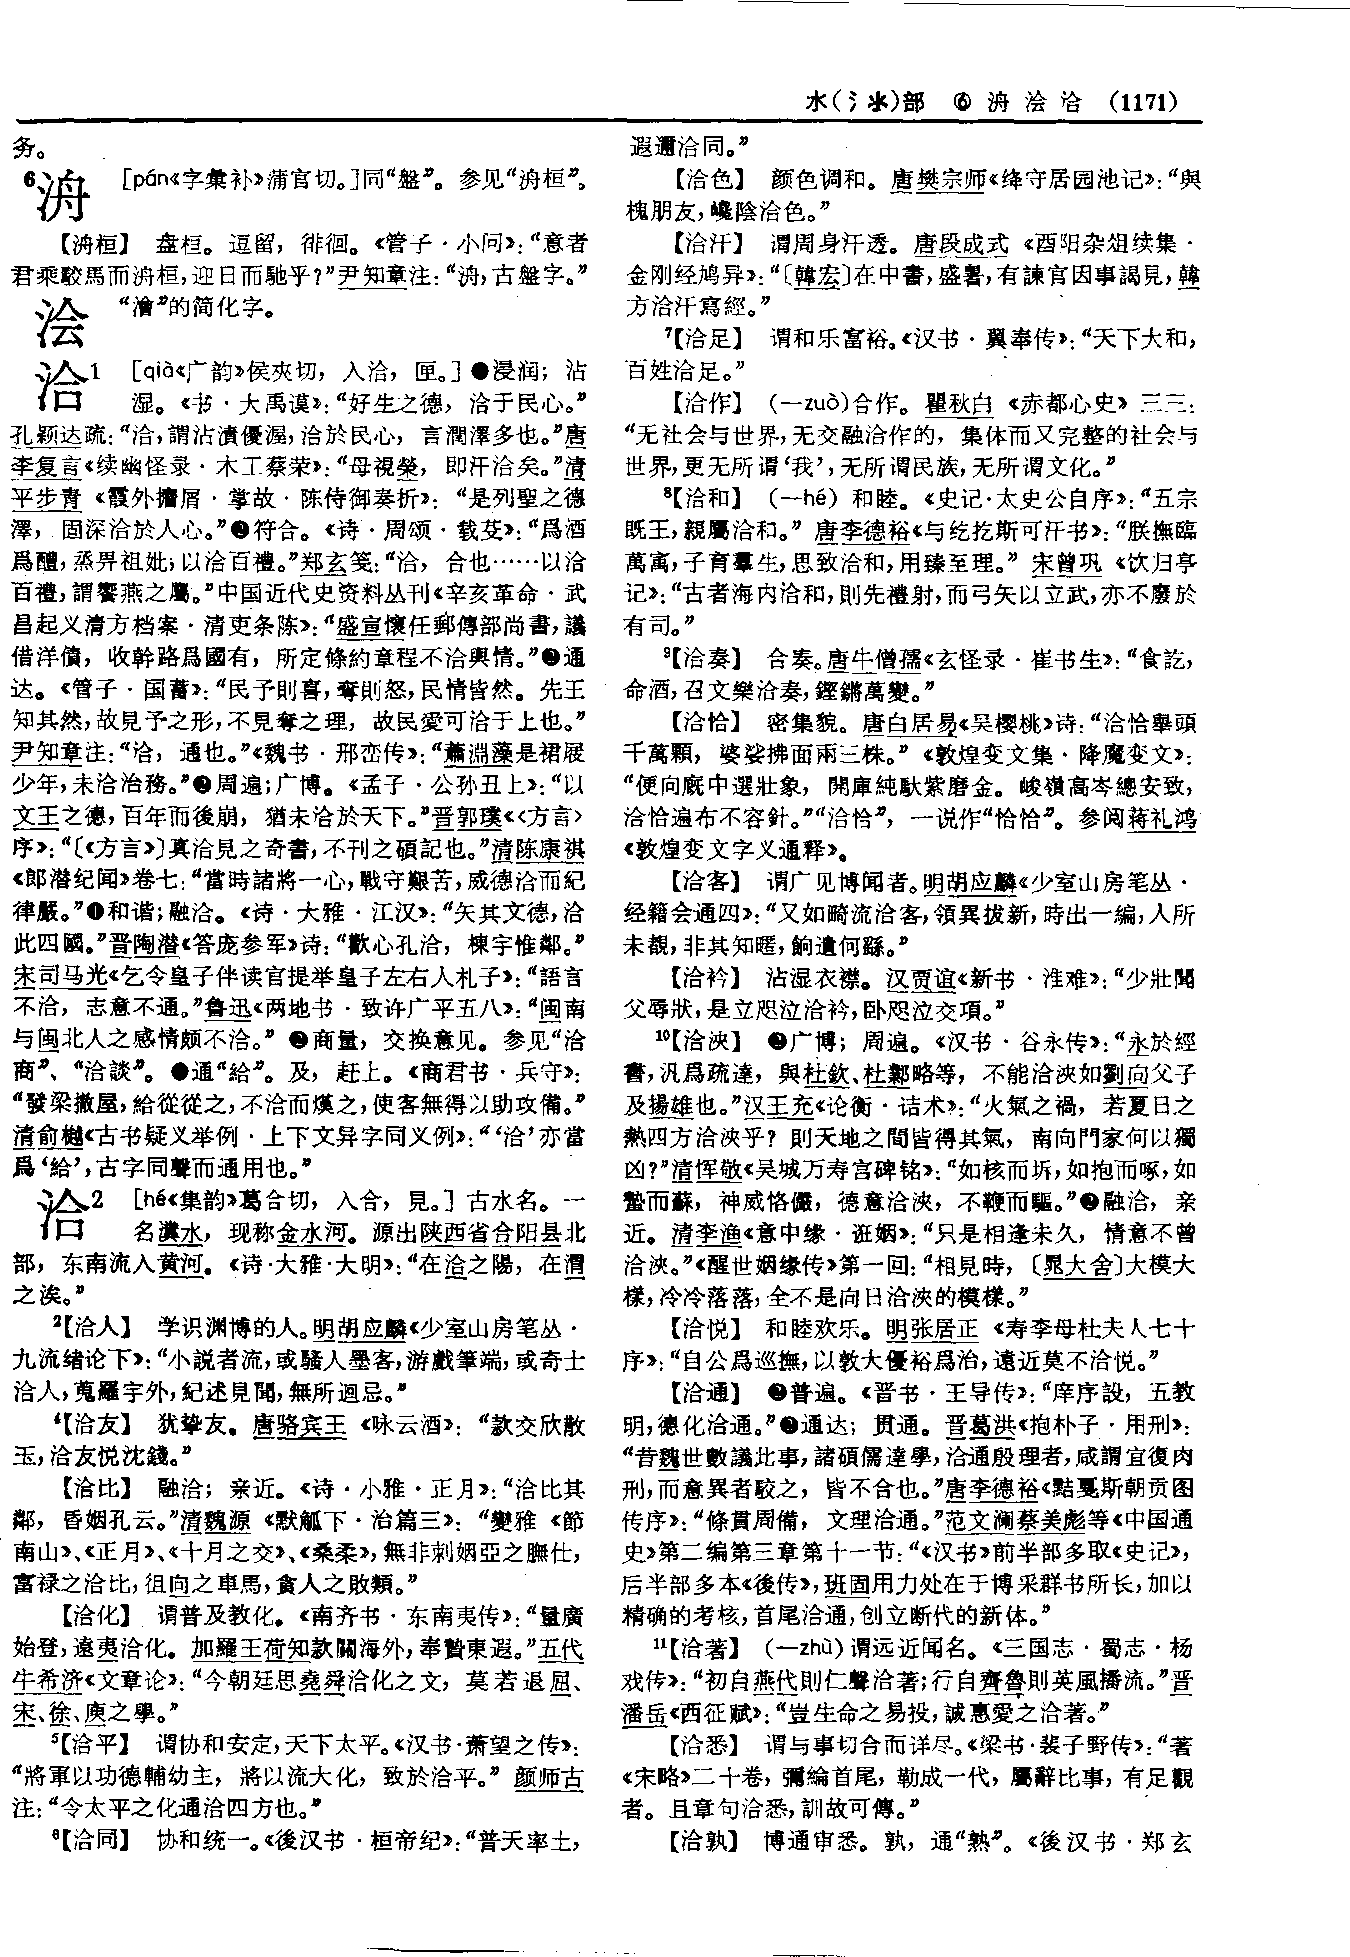 水(氵氺)部 ⑥ 洀 浍 洽 (1171)
务。
6洀 [pán《字彙补》蒲官切。]同“盤”。参见“洀桓”。
【洀桓】 盘桓。逗留,徘徊。《管子·小问》:“意者
君乘駮馬而洀桓,迎日而馳乎?”尹知章注:“洀,古盤字。”
浍 “澮”的简化字。
洽1 [qià《广韵》侯夾切,入洽,匣。]●浸润;沾
湿。《书·大禹谟》:“好生之德,洽于民心。”
孔颖达疏:“洽,謂沾漬優渥,洽於民心,言潤澤多也。”唐
李复言《续幽怪录·木工蔡荣》:“母視榮,即汗洽矣。”清
平步青《霞外攟屑·掌故·陈侍御奏折》:“是列聖之德
澤,固深洽於人心。”❷符合。《诗·周颂·载芟》:“爲酒
爲醴,烝畀祖妣,以洽百禮。”郑玄笺:“洽,合也……以洽
百禮,謂饗燕之屬。”中国近代史资料丛刊《辛亥革命·武
昌起义清方档案·清吏条陈》:“盛宣懷任郵傳部尚書,議
借洋債,收幹路爲國有,所定條約章程不洽輿情。”❸通
达。《管子·国蓄》:“民予則喜,奪則怒,民情皆然。先王
知其然,故見予之形,不見奪之理,故民愛可洽于上也。”
尹知章注:“洽,通也。”《魏书·邢峦传》:“蕭淵藻是裙屐
少年,未洽治務。”❹周遍;广博。《孟子·公孙丑上》:“以
文王之德,百年而後崩,猶未洽於天下。”晋郭璞《〈方言〉
序》:“〔《方言》〕真洽見之奇書,不刊之碩記也。”清陈康祺
《郎潜纪闻》卷七:“當時諸將一心,戰守艱苦,威德洽而紀
律嚴。”❺和谐;融洽。《诗·大雅·江汉》:“矢其文德,洽
此四國。”晋陶潜《答庞参军》诗:“歡心孔洽,棟宇惟鄰。”
宋司马光《乞令皇子伴读官提举皇子左右人札子》:“語言
不洽,志意不通。”鲁迅《两地书·致许广平五八》:“闽南
与闽北人之感情颇不洽。”❻商量,交换意见。参见“洽
商”、“洽談”。●通“給”。及,赶上。《商君书·兵守》:
“發梁撤屋,給從從之,不洽而熯之,使客無得以助攻備。”
清俞樾《古书疑义举例·上下文异字同义例》:“‘洽’亦當
爲‘給’,古字同聲而通用也。”
洽2 [hé《集韵》葛合切,入合,見。]古水名。一
名瀵水,现称金水河。源出陕西省合阳县北
部,东南流入黄河。《诗·大雅·大明》:“在洽之陽,在渭
之涘。”
2【洽人】 学识渊博的人。明胡应麟《少室山房笔丛·
九流绪论下》:“小説者流,或騷人墨客,游戲筆端,或奇士
洽人,蒐羅宇外,紀述見聞,無所迴忌。”
4【洽友】 犹挚友。唐骆宾王《咏云酒》:“款交欣散
玉,洽友悦沈錢。”
【洽比】 融洽;亲近。《诗·小雅·正月》:“洽比其
鄰,昏姻孔云。”清魏源《默觚下·治篇三》:“變雅《節
南山》、《正月》、《十月之交》、《桑柔》,無非刺姻亞之膴仕,
富禄之洽比,徂向之車馬,貪人之敗類。”
【洽化】 谓普及教化。《南齐书·东南夷传》:“量廣
始登,遠夷洽化。加羅王荷知款關海外,奉贄東遐。”五代
牛希济《文章论》:“今朝廷思堯舜洽化之文,莫若退屈、
宋、徐、庾之學。”
5【洽平】 谓协和安定,天下太平。《汉书·萧望之传》:
“將軍以功德輔幼主,將以流大化,致於洽平。”颜师古
注:“令太平之化通洽四方也。”
6【洽同】 协和统一。《後汉书·桓帝纪》:“普天率土,
遐邇洽同。”
【洽色】 颜色调和。唐樊宗师《绛守居园池记》:“與
槐朋友,巉陰洽色。”
【洽汗】 谓周身汗透。唐段成式《酉阳杂俎续集·
金刚经鸠异》:“〔韓宏〕在中書,盛暑,有諫官因事謁見,韓
方洽汗寫經。”
7【洽足】 谓和乐富裕。《汉书·翼奉传》:“天下大和,
百姓洽足。”
【洽作】 (一zuò)合作。瞿秋白《赤都心史》三三:
“无社会与世界,无交融洽作的,集体而又完整的社会与
世界,更无所谓‘我’,无所谓民族,无所谓文化。”
8【洽和】 (一hé)和睦。《史记·太史公自序》:“五宗
既王,親屬洽和。”唐李德裕《与纥扢斯可汗书》:“朕撫臨
萬寓,子育羣生,思致洽和,用臻至理。”宋曾巩《饮归亭
记》:“古者海内洽和,則先禮射,而弓矢以立武,亦不廢於
有司。”
9【洽奏】 合奏。唐牛僧孺《玄怪录·崔书生》:“食訖,
命酒,召文樂洽奏,鏗鏘萬變。”
【洽恰】 密集貌。唐白居易《吴樱桃》诗:“洽恰舉頭
千萬顆,婆娑拂面兩三株。”《敦煌变文集·降魔变文》:
“便向廐中選壯象,開庫純馱紫磨金。峻嶺高岑總安致,
洽恰遍布不容針。”“洽恰”,一说作“恰恰”。参阅蒋礼鸿
《敦煌变文字义通释》。
【洽客】 谓广见博闻者。明胡应麟《少室山房笔丛·
经籍会通四》:“又如畸流洽客,領異拔新,時出一編,人所
未覩,非其知暱,餉遺何繇。”
【洽衿】 沾湿衣襟。汉贾谊《新书·淮难》:“少壯聞
父辱狀,是立咫泣洽衿,卧咫泣交項。”
10【洽浹】 ❶广博;周遍。《汉书·谷永传》:“永於經
書,汎爲疏達,與杜欽、杜鄴略等,不能洽浹如劉向父子
及揚雄也。”汉王充《论衡·诘术》:“火氣之禍,若夏日之
熱四方洽浹乎?則天地之間皆得其氣,南向門家何以獨
凶?”清恽敬《吴城万寿宫碑铭》:“如核而坼,如抱而啄,如
蟄而蘇,神威恪儼,德意洽浹,不鞭而驅。”❷融洽,亲
近。清李渔《意中缘·诳姻》:“只是相逢未久,情意不曾
洽浹。”《醒世姻缘传》第一回:“相見時,〔晁大舍〕大模大
樣,冷冷落落,全不是向日洽浹的模樣。”
【洽悦】 和睦欢乐。明张居正《寿李母杜夫人七十
序》:“自公爲巡撫,以敦大優裕爲治,遠近莫不洽悦。”
【洽通】 ❶普遍。《晋书·王导传》:“庠序設,五教
明,德化洽通。”❷通达;贯通。晋葛洪《抱朴子·用刑》:
“昔魏世數議此事,諸碩儒達學,洽通殷理者,咸謂宜復肉
刑,而意異者駮之,皆不合也。”唐李德裕《黠戛斯朝贡图
传序》:“條貫周備,文理洽通。”范文澜蔡美彪等《中国通
史》第二编第三章第十一节:“《汉书》前半部多取《史记》,
后半部多本《後传》,班固用力处在于博采群书所长,加以
精确的考核,首尾洽通,创立断代的新体。”
11【洽著】 (一zhù)谓远近闻名。《三国志·蜀志·杨
戏传》:“初自燕代則仁聲洽著;行自齊魯則英風播流。”晋
潘岳《西征赋》:“豈生命之易投,誠惠愛之洽著。”
【洽悉】 谓与事切合而详尽。《梁书·裴子野传》:“著
《宋略》二十卷,彌綸首尾,勒成一代,屬辭比事,有足觀
者。且章句洽悉,訓故可傳。”
【洽孰】 博通审悉。孰,通“熟”。《後汉书·郑玄